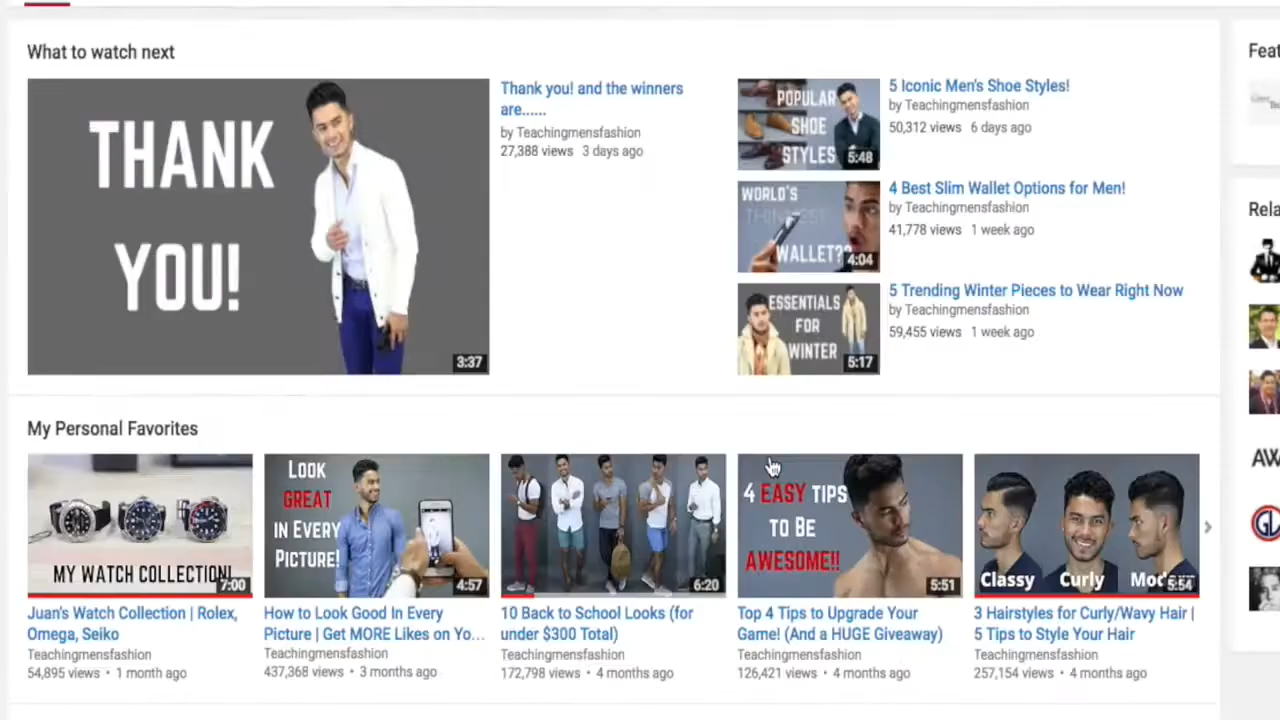 What to watch next
THANK
YOU!
3:37
Thank you! and the winners
are......
by Teachingmensfashion
27,388 views 3 days ago
POPULAR
SHOE
STYLES
5:48
5 Iconic Men's Shoe Styles!
by Teachingmensfashion
50,312 views 6 days ago
WORLD'S
THINNEST
WALLET??
4:04
4 Best Slim Wallet Options for Men!
by Teachingmensfashion
41,778 views 1 week ago
ESSENTIALS
FOR
WINTER
5:17
5 Trending Winter Pieces to Wear Right Now
by Teachingmensfashion
59,455 views 1 week ago
Feat
Rela
My Personal Favorites
MY WATCH COLLECTION!
7:00
Juan's Watch Collection | Rolex,
Omega, Seiko
Teachingmensfashion
54,895 views • 1 month ago
LOOK
GREAT
IN EVERY
PICTURE!
4:57
How to Look Good In Every
Picture | Get MORE Likes on Yo...
Teachingmensfashion
437,368 views • 3 months ago
6:20
10 Back to School Looks (for
under $300 Total)
Teachingmensfashion
172,798 views • 4 months ago
4 EASY TIPS
TO BE
AWESOME!!
5:51
Top 4 Tips to Upgrade Your
Game! (And a HUGE Giveaway)
Teachingmensfashion
126,421 views • 4 months ago
Classy
Curly
5:54
3 Hairstyles for Curly/Wavy Hair |
5 Tips to Style Your Hair
Teachingmensfashion
257,154 views • 4 months ago
AW